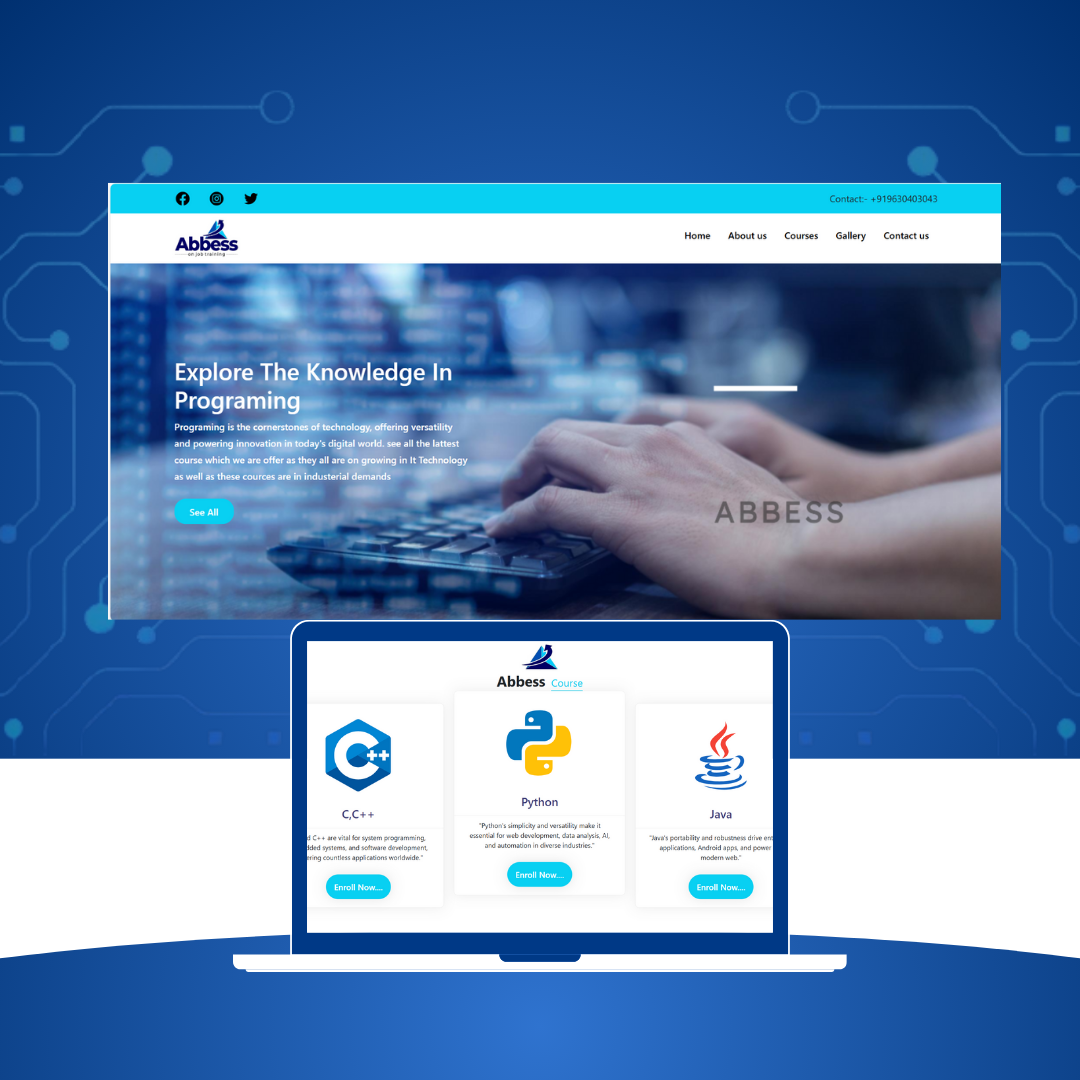 Contact:- +919630403043
Abbess
on job training
Home About us Courses Gallery Contact us
Explore The Knowledge In
Programing
Programing is the cornerstones of technology, offering versatility
and powering innovation in today's digital world. see all the lattest
course which we are offer as they all are on growing in It Technology
as well as these cources are in industerial demands
See All
ABBESS
Abbess Course
C++
C,C++
d C++ are vital for system programming,
dded systems, and software development,
ering countless applications worldwide."
Enroll Now....
Python
"Python's simplicity and versatility make it
essential for web development, data analysis, AI,
and automation in diverse industries."
Enroll Now...
Java
"Java's portability and robustness drive ent
applications, Android apps, and power
modern web."
Enroll Now....